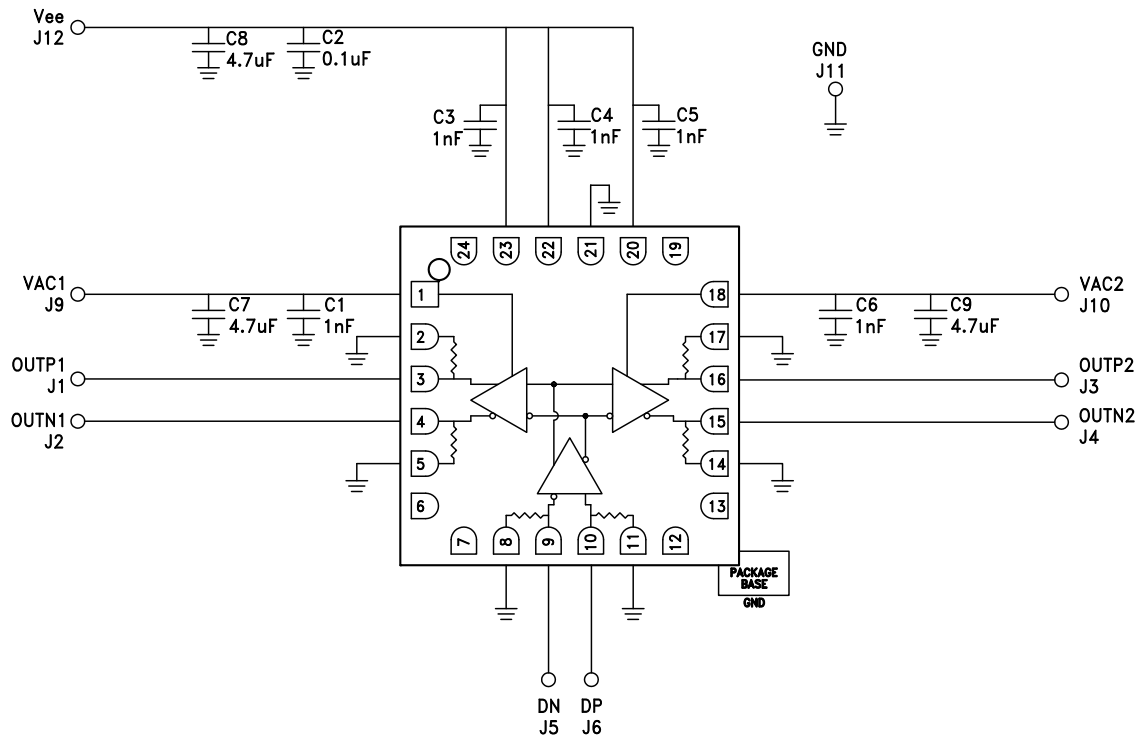 Vee
J12
C8
4.7uF
C2
0.1uF
GND
J11
C3
1nF
C4
1nF
C5
1nF
24
23
22
21
20
19
VAC1
J9
C7
4.7uF
C1
1nF
1
18
C6
1nF
C9
4.7uF
VAC2
J10
2
17
OUTP1
J1
3
16
OUTP2
J3
OUTN1
J2
4
15
OUTN2
J4
5
14
6
13
7
8
9
10
11
12
PACKAGE
BASE
GND
DN
J5
DP
J6